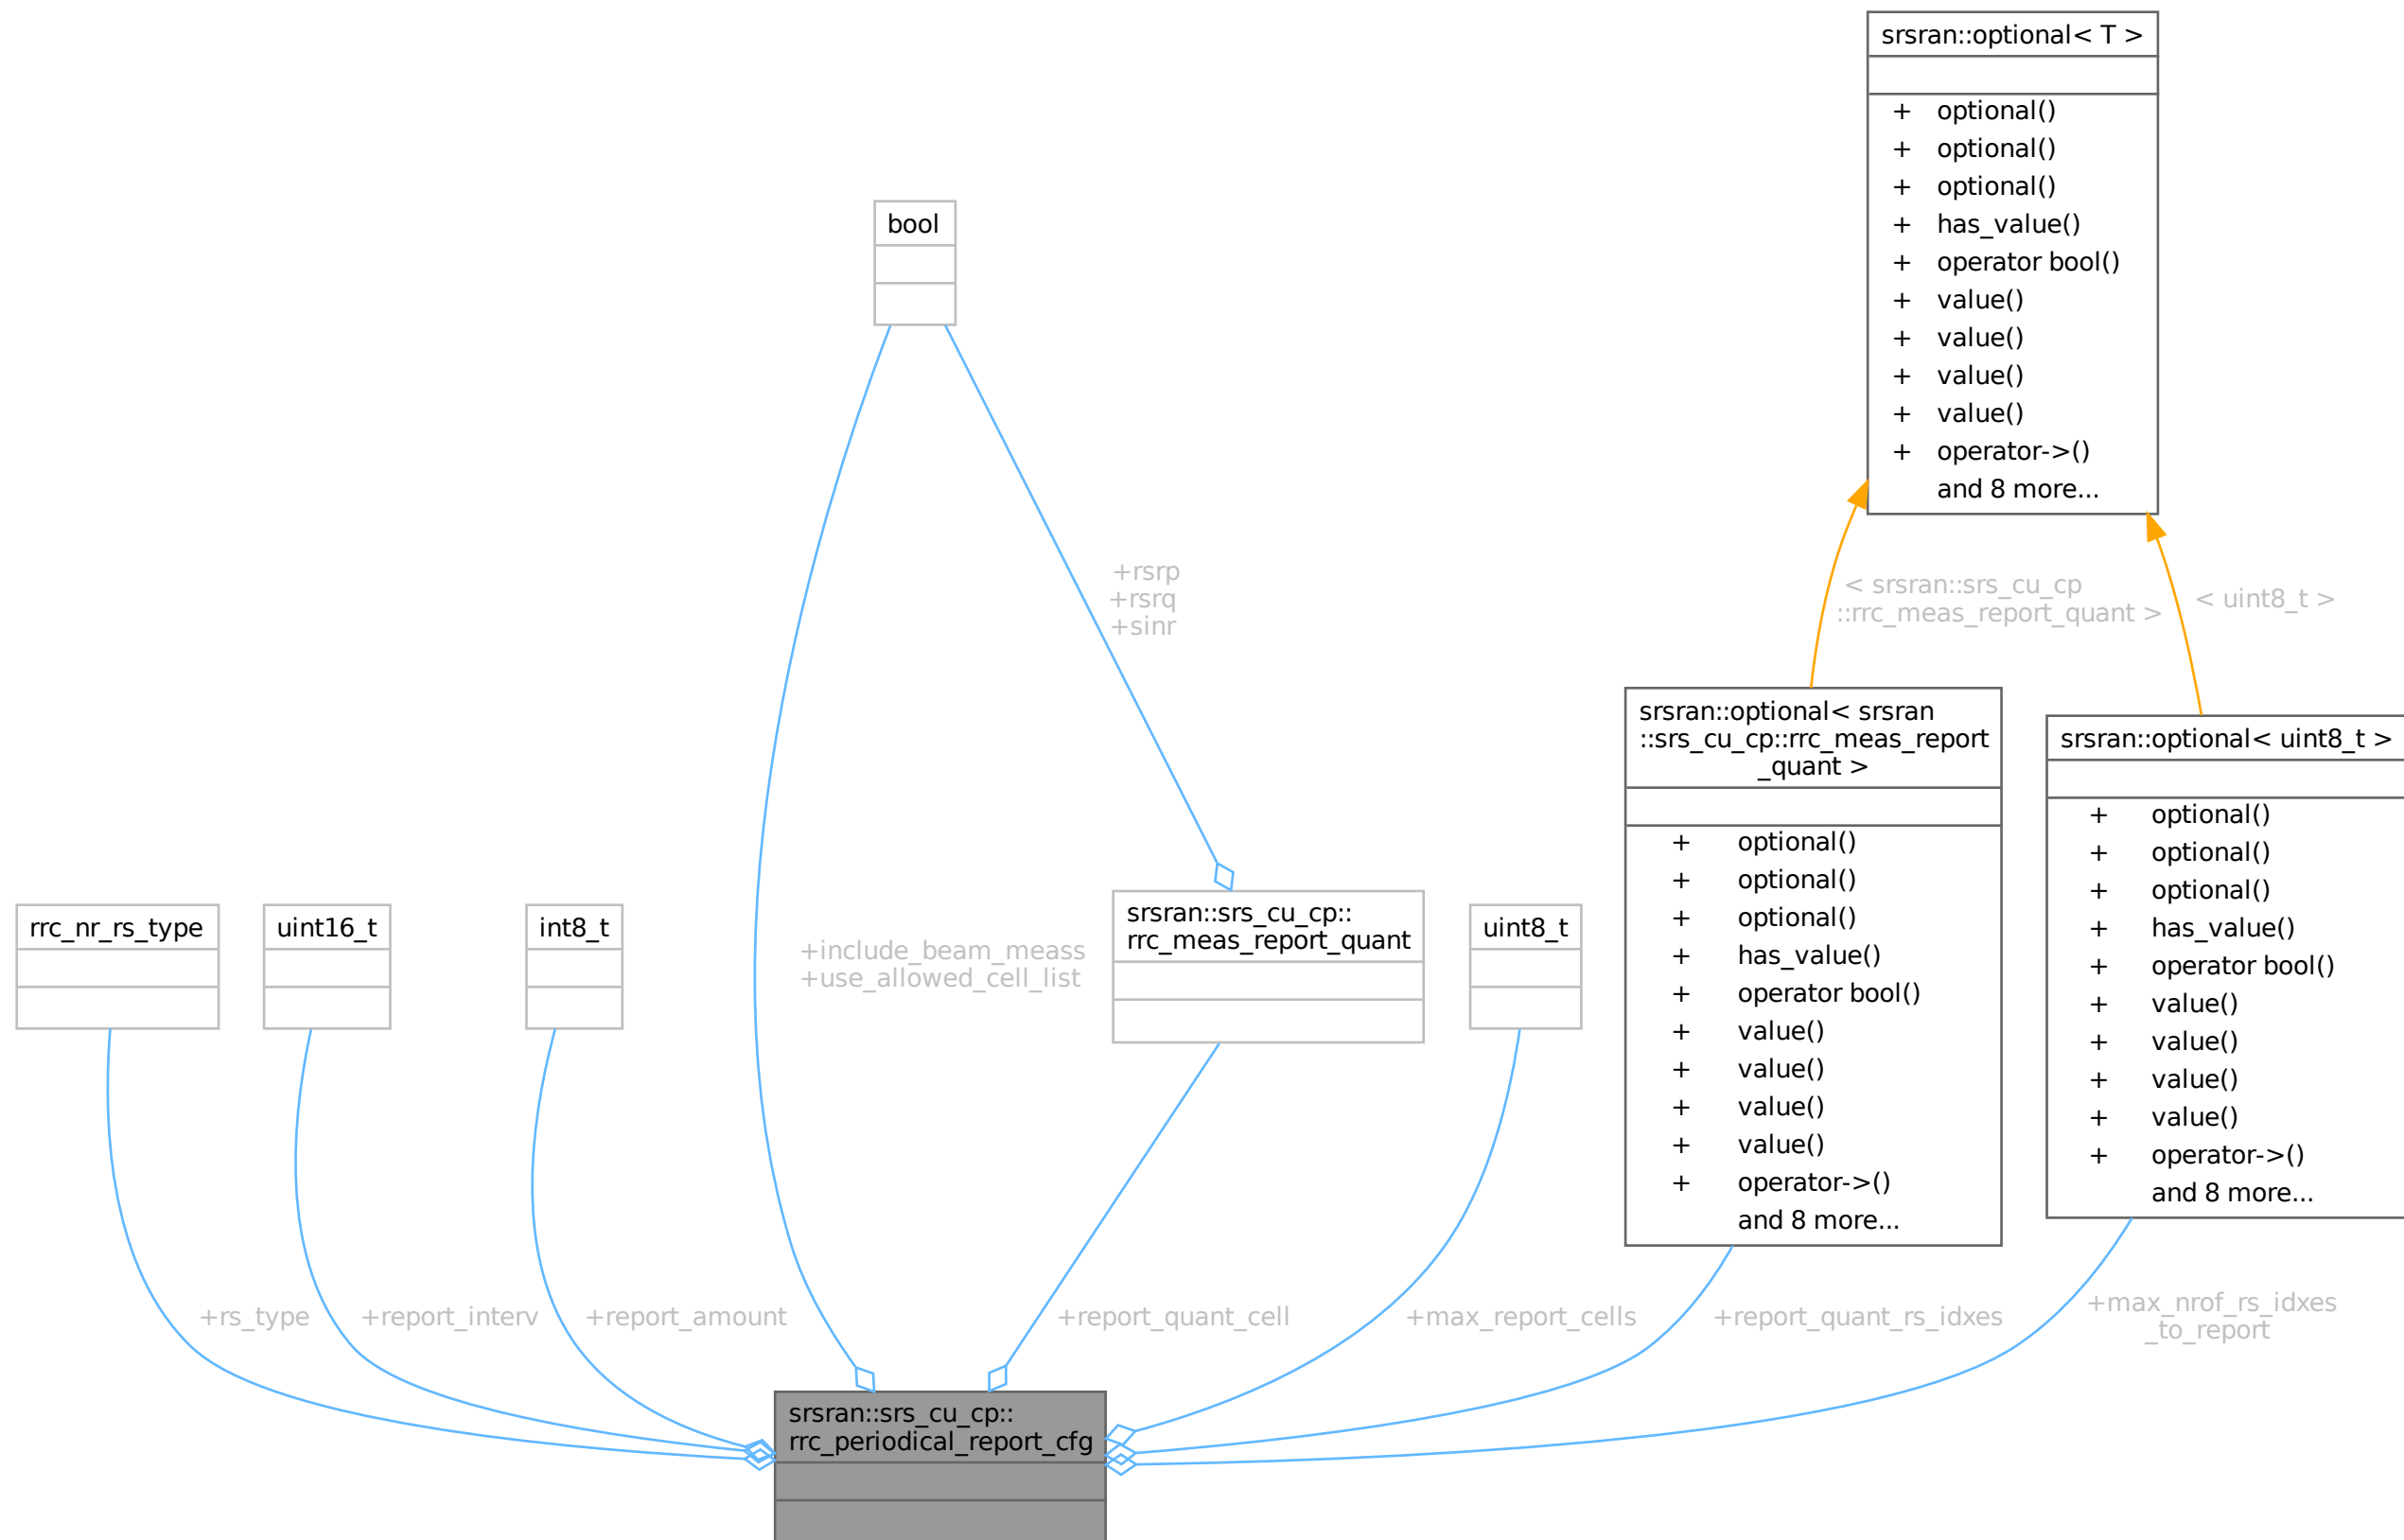 srsran::optional< T >
+ optional()
+ optional()
+ optional()
+ has_value()
+ operator bool()
+ value()
+ value()
+ value()
+ value()
+ operator->()
and 8 more...
bool
+rsrp
+rsrq
+sinr
< srsran::srs_cu_cp
::rrc_meas_report_quant >
< uint8_t >
srsran::optional< srsran
::srs_cu_cp::rrc_meas_report
_quant >
+ optional()
+ optional()
+ optional()
+ has_value()
+ operator bool()
+ value()
+ value()
+ value()
+ value()
+ operator->()
and 8 more...
srsran::optional< uint8_t >
+ optional()
+ optional()
+ optional()
+ has_value()
+ operator bool()
+ value()
+ value()
+ value()
+ value()
+ operator->()
and 8 more...
rrc_nr_rs_type
uint16_t
int8_t
+include_beam_meass
+use_allowed_cell_list
srsran::srs_cu_cp::
rrc_meas_report_quant
uint8_t
+rs_type
+report_interv
+report_amount
+report_quant_cell
+max_report_cells
+report_quant_rs_idxes
+max_nrof_rs_idxes
_to_report
srsran::srs_cu_cp::
rrc_periodical_report_cfg